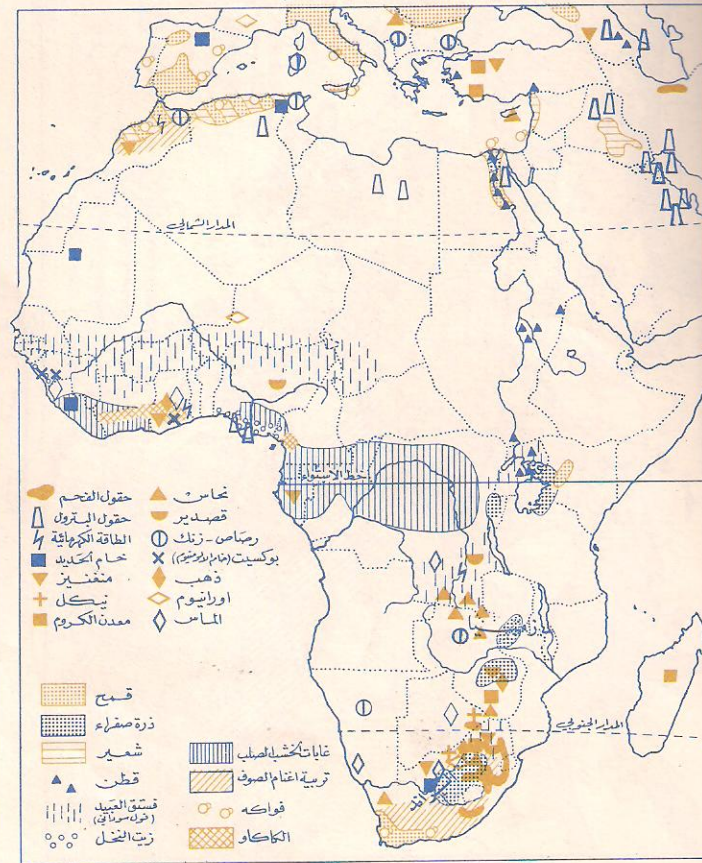 المدار الشمالي
خط الاستواء
المدار الجنوبي
حقول الفحم
حقول البترول
الطاقة الكهربائية
خام الحديد
منغنيز
نيكل
معدن الكروم
نحاس
قصدير
رصاص - زنك
بوكسيت (خام الالومنيوم)
ذهب
اورانيوم
الماس
قمح
ذرة صفراء
شعير
قطن
فستق العبيد
(فول سوداني)
زيت النخل
غابات الخشب الصلب
تربية اغنام الصوف
فواكه
الكاكاو